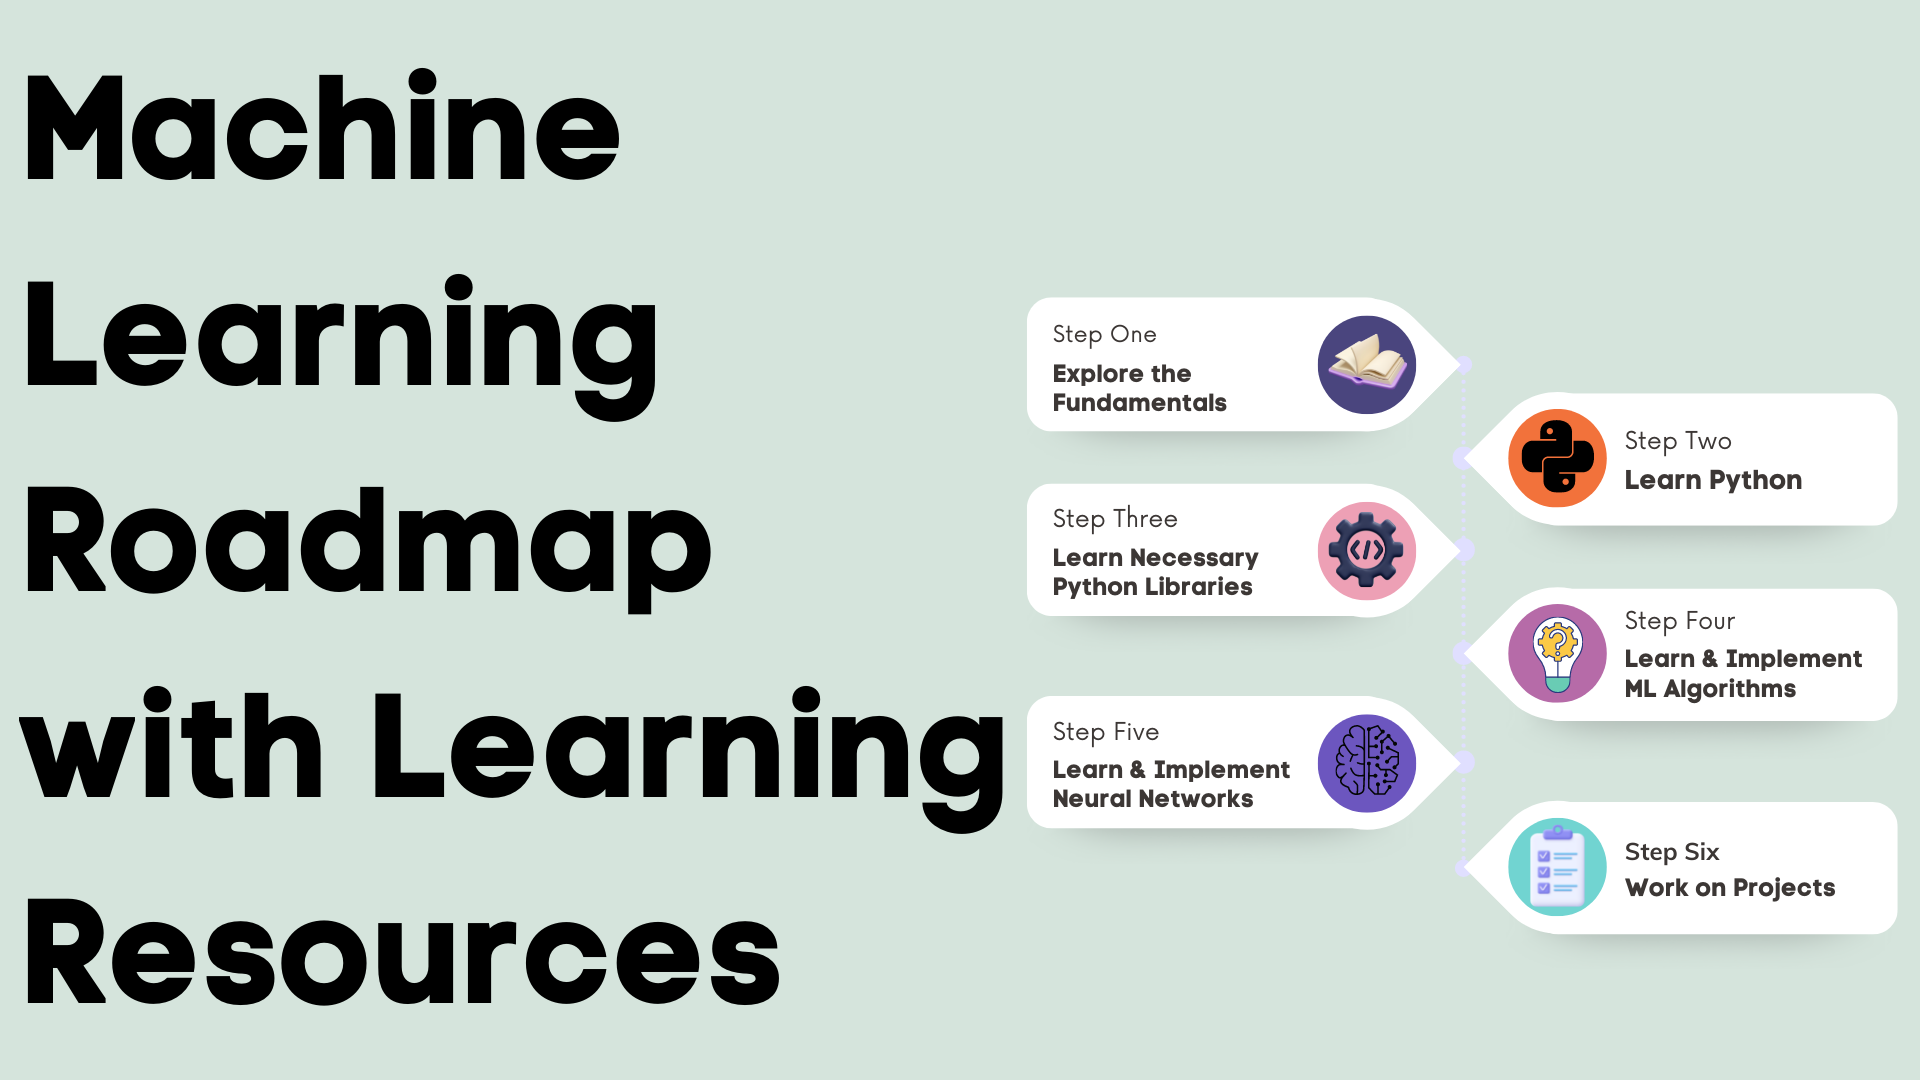 Machine
Learning
Roadmap
with Learning
Resources
Step One
Explore the
Fundamentals
Step Two
Learn Python
Step Three
Learn Necessary
Python Libraries
Step Four
Learn & Implement
ML Algorithms
Step Five
Learn & Implement
Neural Networks
Step Six
Work on Projects